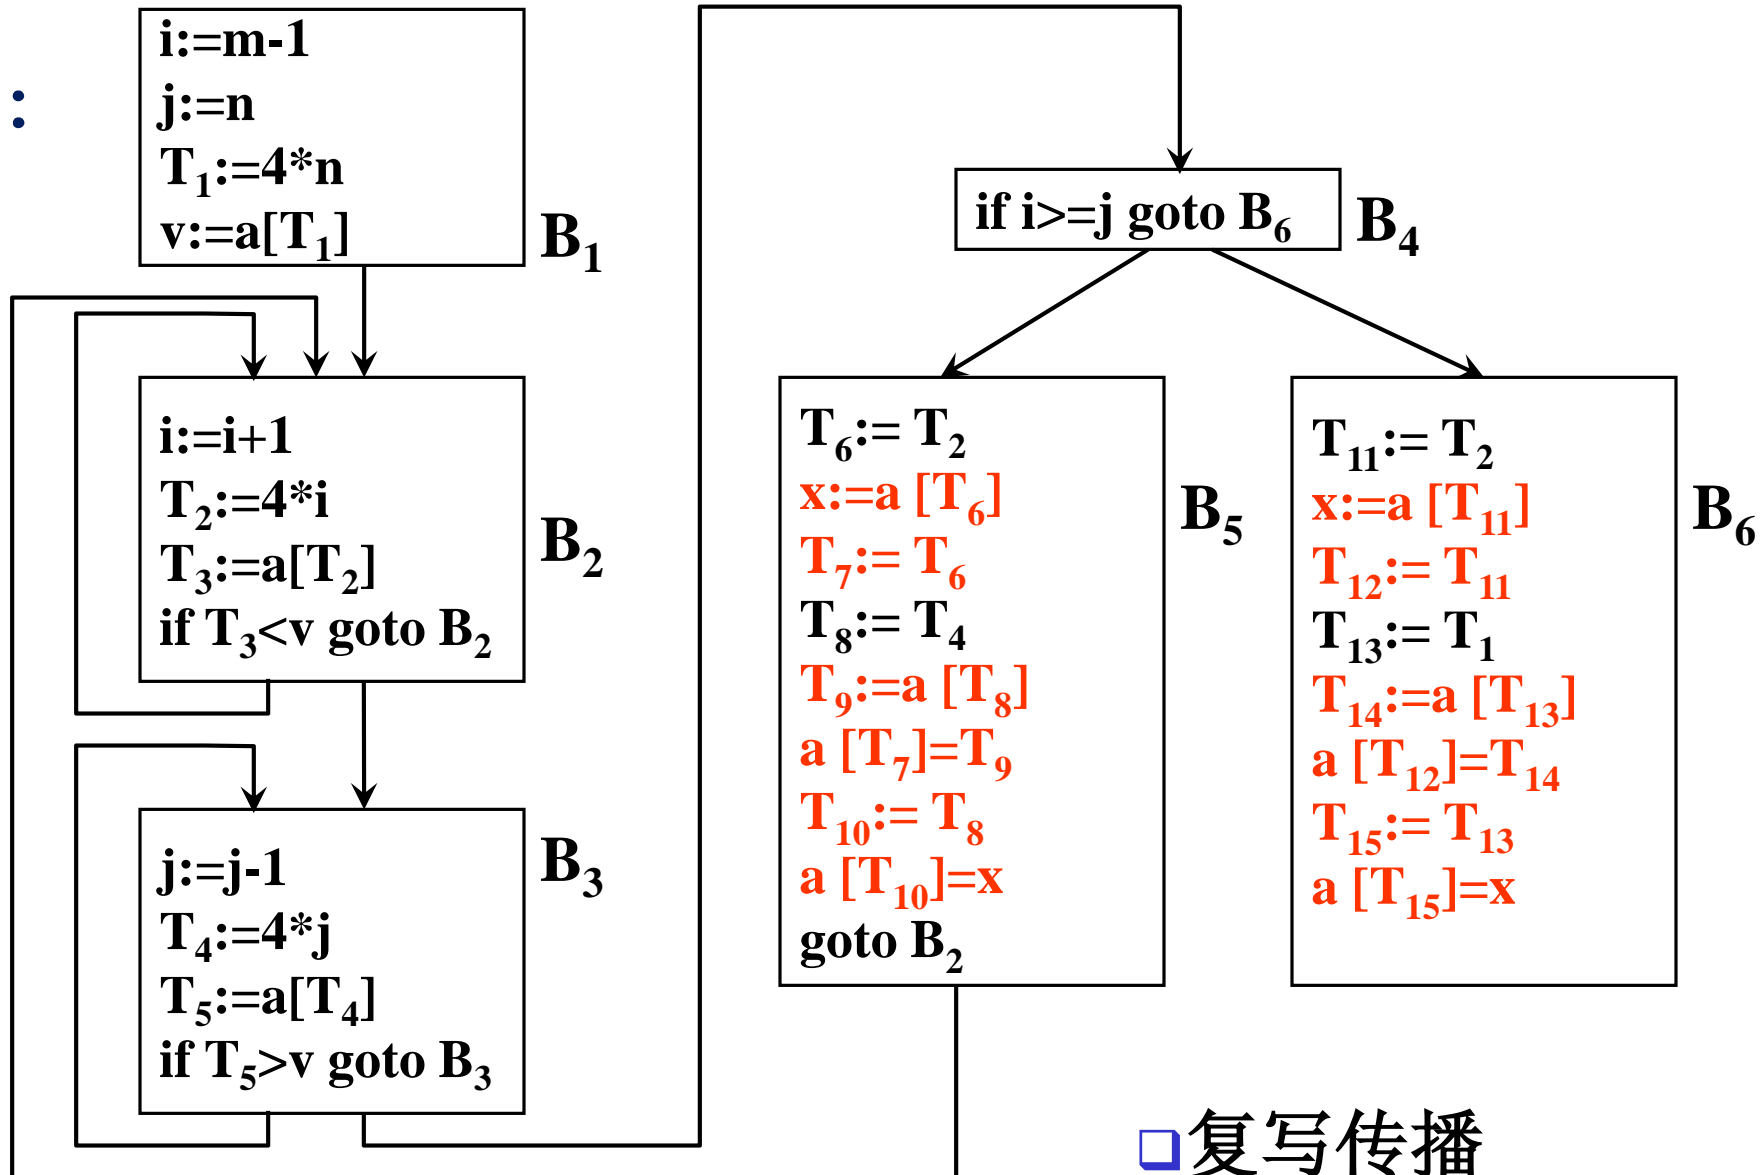 :
i:=m-1
j:=n
T₁:=4*n
v:=a[T₁]
B₁
i:=i+1
T₂:=4*i
T₃:=a[T₂]
if T₃<v goto B₂
B₂
j:=j-1
T₄:=4*j
T₅:=a[T₄]
if T₅>v goto B₃
B₃
if i>=j goto B₆
B₄
T₆:= T₂
x:=a [T₆]
T₇:= T₆
T₈:= T₄
T₉:=a [T₈]
a [T₇]=T₉
T₁₀:= T₈
a [T₁₀]=x
goto B₂
B₅
T₁₁:= T₂
x:=a [T₁₁]
T₁₂:= T₁₁
T₁₃:= T₁
T₁₄:=a [T₁₃]
a [T₁₂]=T₁₄
T₁₅:= T₁₃
a [T₁₅]=x
B₆
❑复写传播